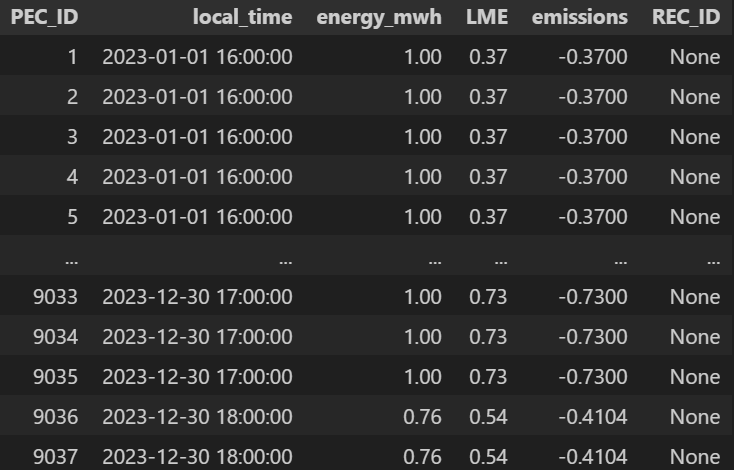 PEC_ID local_time energy_mwh LME emissions REC_ID
1 2023-01-01 16:00:00 1.00 0.37 -0.3700 None
2 2023-01-01 16:00:00 1.00 0.37 -0.3700 None
3 2023-01-01 16:00:00 1.00 0.37 -0.3700 None
4 2023-01-01 16:00:00 1.00 0.37 -0.3700 None
5 2023-01-01 16:00:00 1.00 0.37 -0.3700 None
... ... ... ... ... ...
9033 2023-12-30 17:00:00 1.00 0.73 -0.7300 None
9034 2023-12-30 17:00:00 1.00 0.73 -0.7300 None
9035 2023-12-30 17:00:00 1.00 0.73 -0.7300 None
9036 2023-12-30 18:00:00 0.76 0.54 -0.4104 None
9037 2023-12-30 18:00:00 0.76 0.54 -0.4104 None